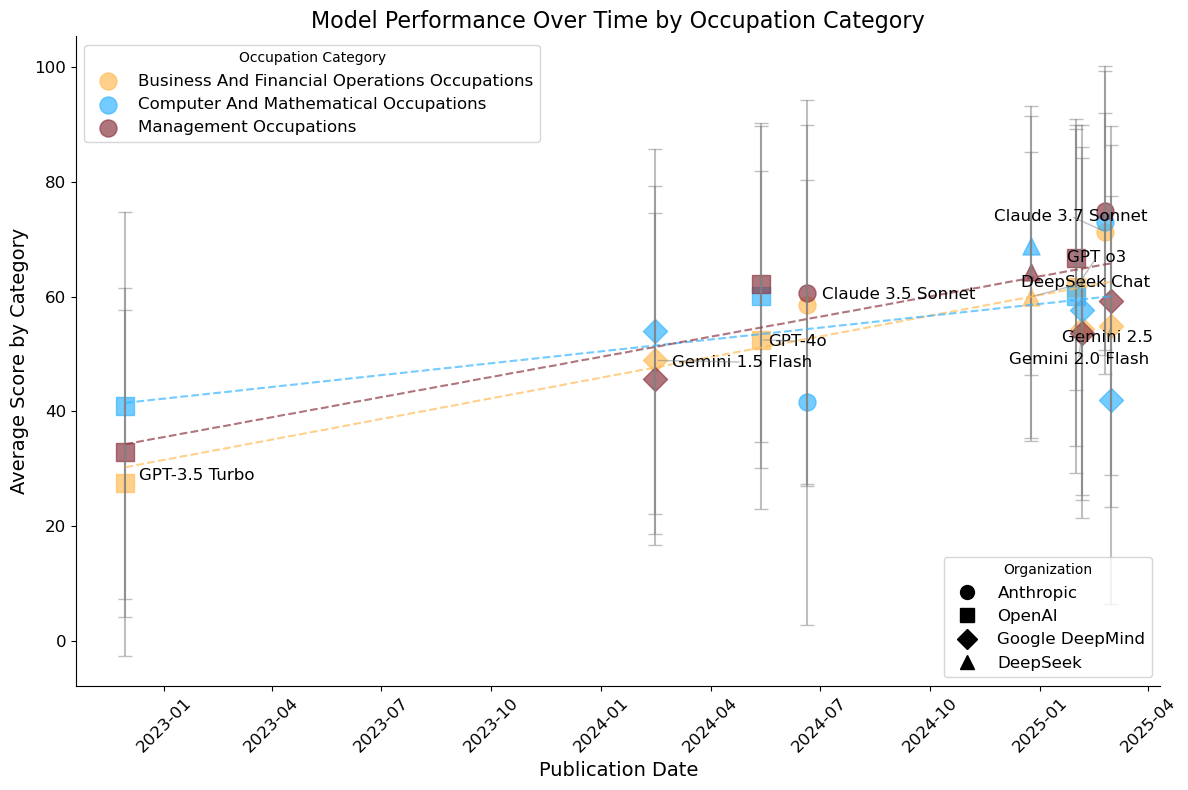 Model Performance Over Time by Occupation Category
Occupation Category
Business And Financial Operations Occupations
Computer And Mathematical Occupations
Management Occupations
Average Score by Category
100
80
60
40
20
0
Claude 3.7 Sonnet
GPT o3
DeepSeek Chat
Claude 3.5 Sonnet
GPT-4o
Gemini 2.5
Gemini 1.5 Flash
Gemini 2.0 Flash
GPT-3.5 Turbo
Organization
Anthropic
OpenAI
Google DeepMind
DeepSeek
2023-01
2023-04
2023-07
2023-10
2024-01
2024-04
2024-07
2024-10
2025-01
2025-04
Publication Date